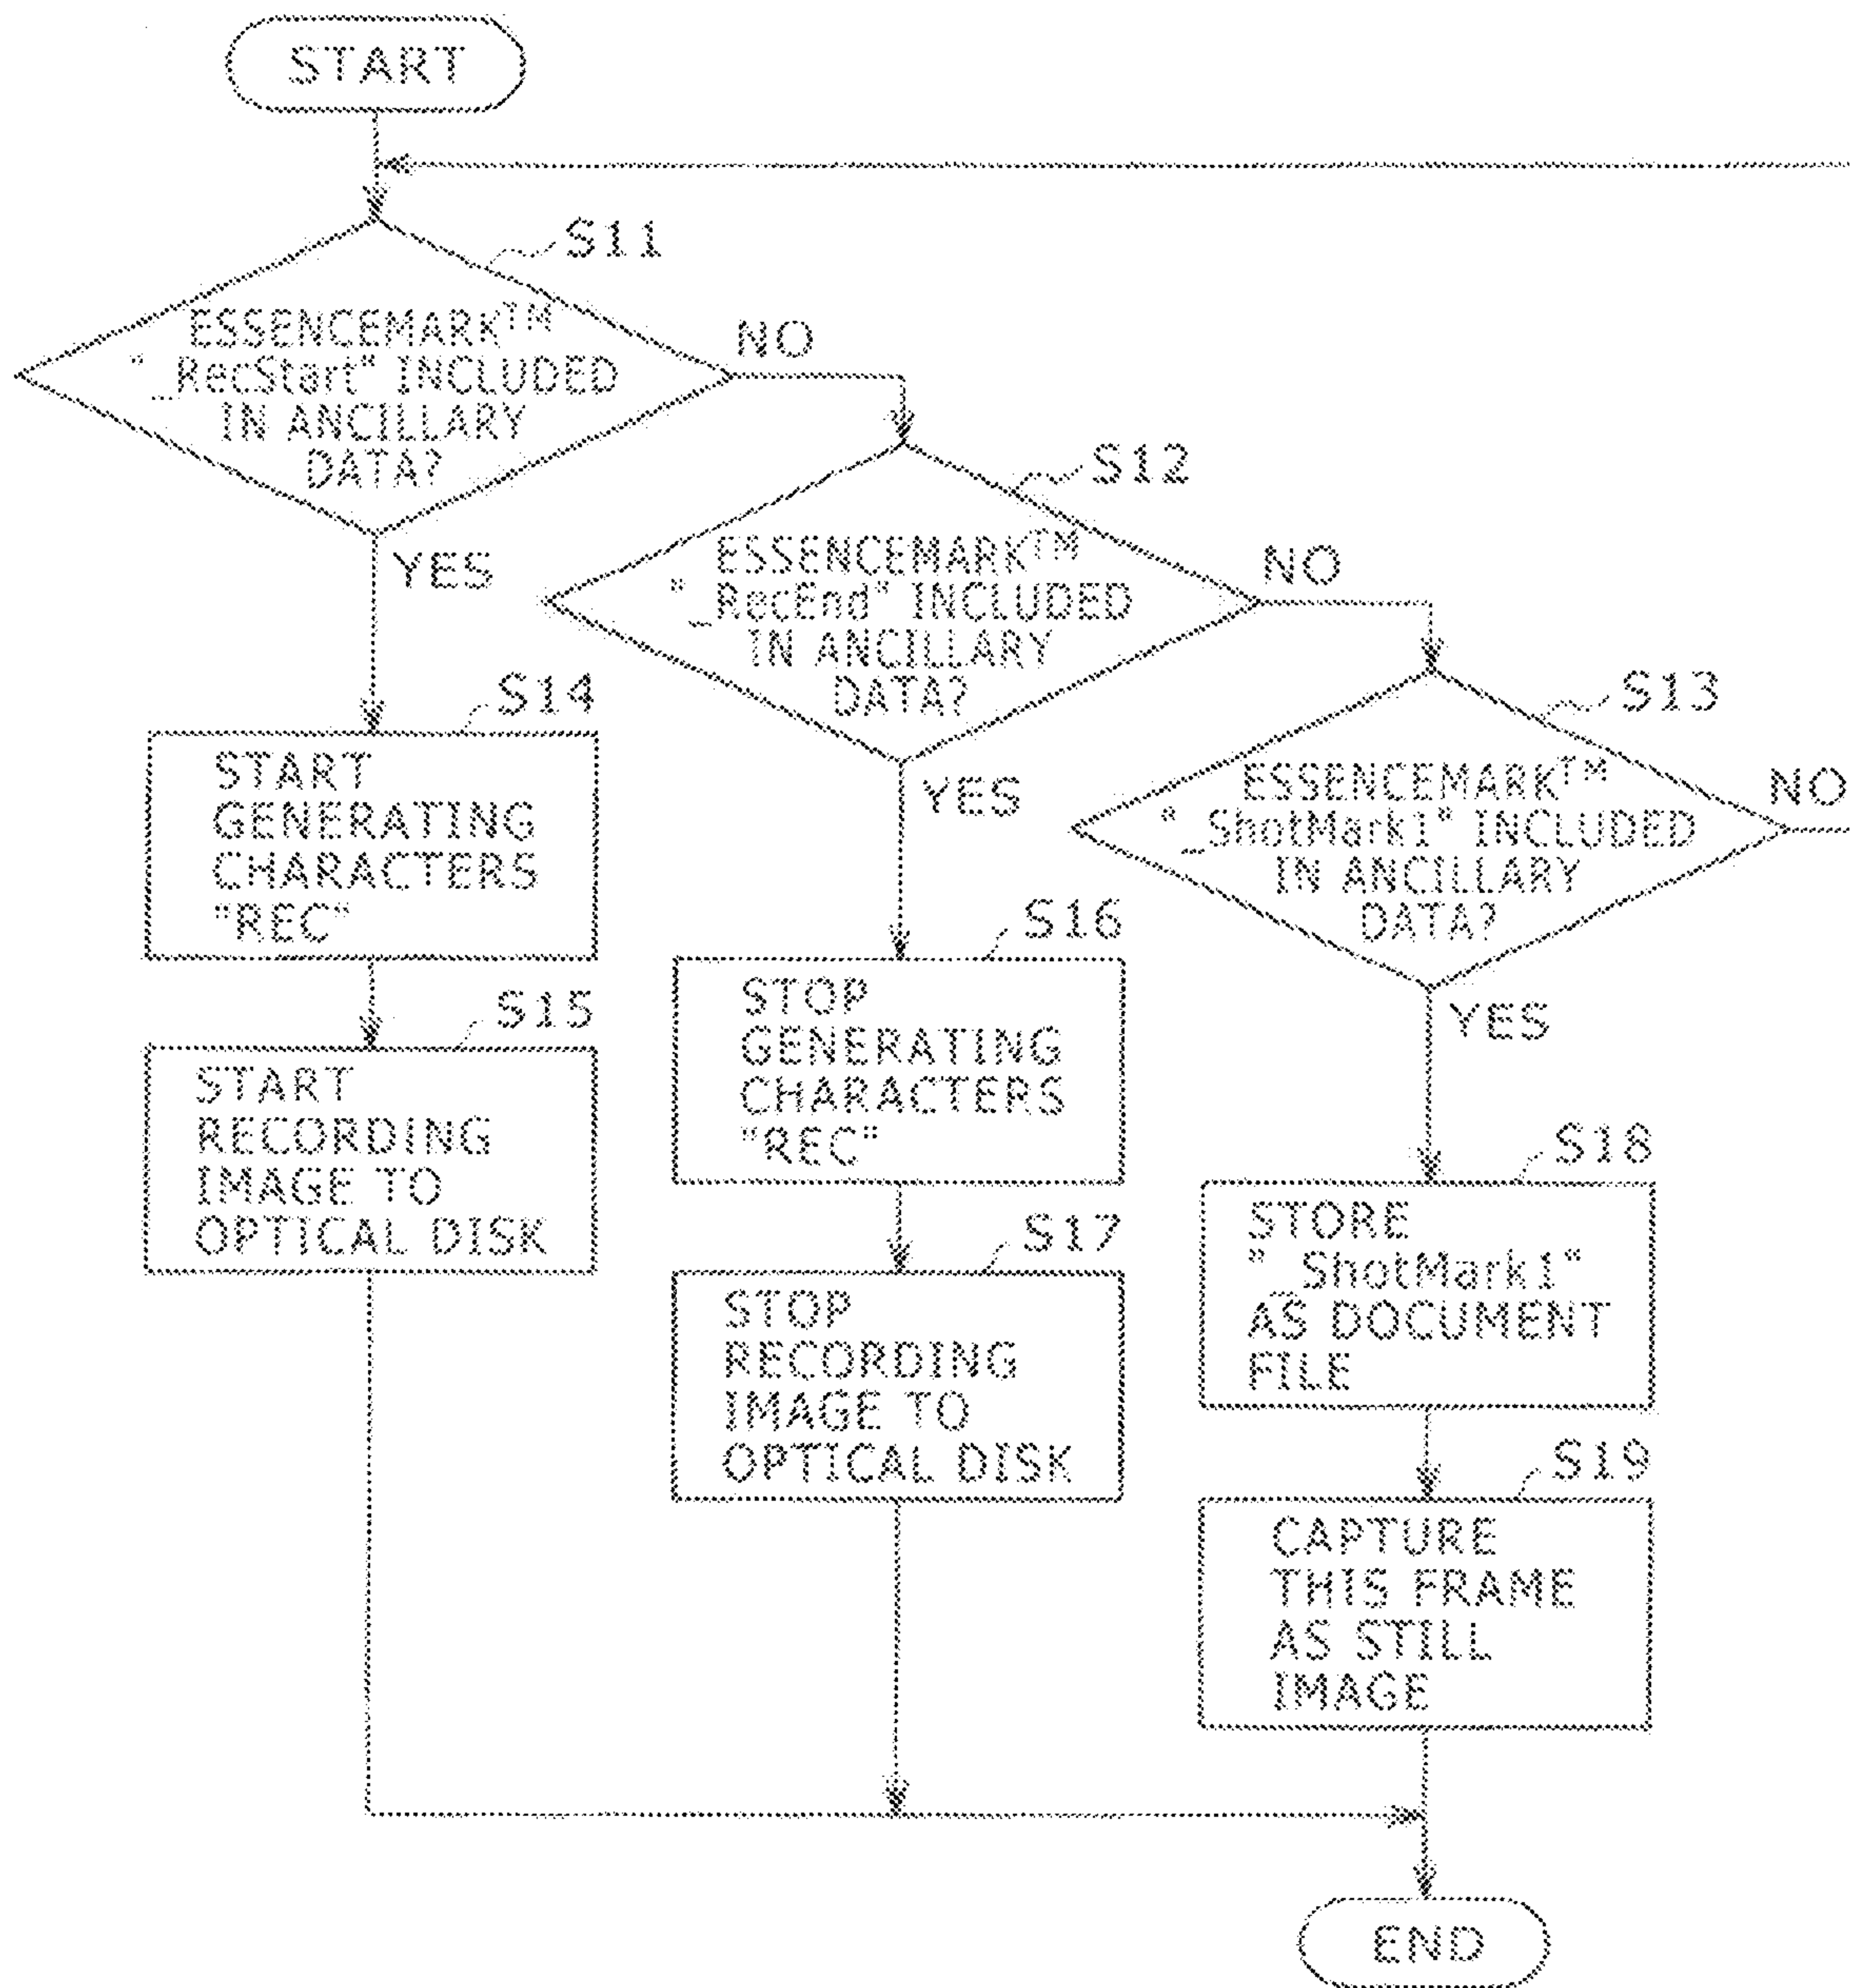 START
S11
ESSENCEMARK™
"_RecStart" INCLUDED
IN ANCILLARY
DATA?
NO
YES
S12
ESSENCEMARK™
"_RecEnd" INCLUDED
IN ANCILLARY
DATA?
NO
YES
S13
ESSENCEMARK™
"_ShotMark1" INCLUDED
IN ANCILLARY
DATA?
NO
YES
S14
START
GENERATING
CHARACTERS
"REC"
S15
START
RECORDING
IMAGE TO
OPTICAL DISK
S16
STOP
GENERATING
CHARACTERS
"REC"
S17
STOP
RECORDING
IMAGE TO
OPTICAL DISK
S18
STORE
"_ShotMark1"
AS DOCUMENT
FILE
S19
CAPTURE
THIS FRAME
AS STILL
IMAGE
END